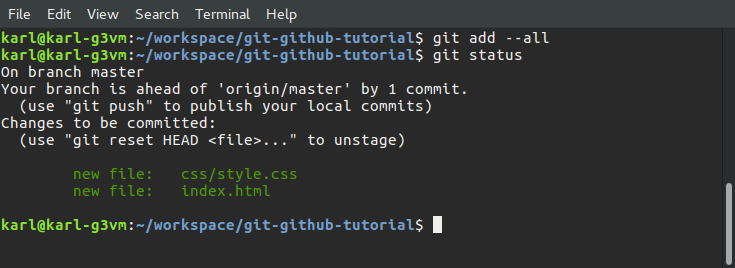 File Edit View Search Terminal Help
karl@karl-g3vm:~/workspace/git-github-tutorial$ git add --all
karl@karl-g3vm:~/workspace/git-github-tutorial$ git status
On branch master
Your branch is ahead of 'origin/master' by 1 commit.
  (use "git push" to publish your local commits)
Changes to be committed:
  (use "git reset HEAD <file>..." to unstage)
        new file:   css/style.css
        new file:   index.html
karl@karl-g3vm:~/workspace/git-github-tutorial$